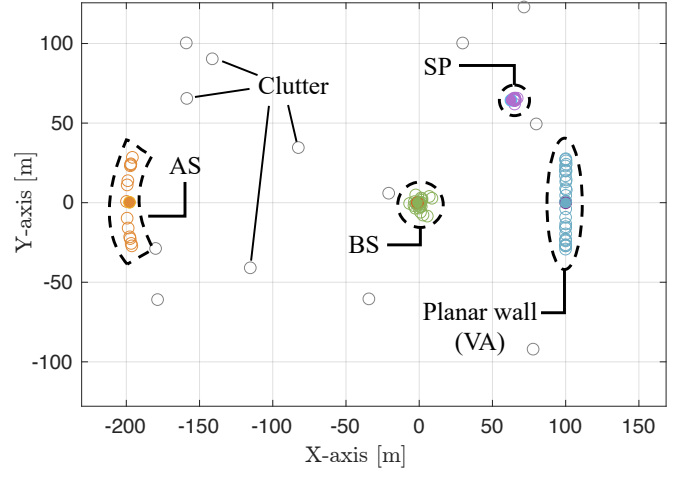 SP
Clutter
AS
BS
Planar wall
(VA)
100
50
0
-50
-100
Y-axis [m]
-200
-150
-100
-50
0
50
100
150
X-axis [m]